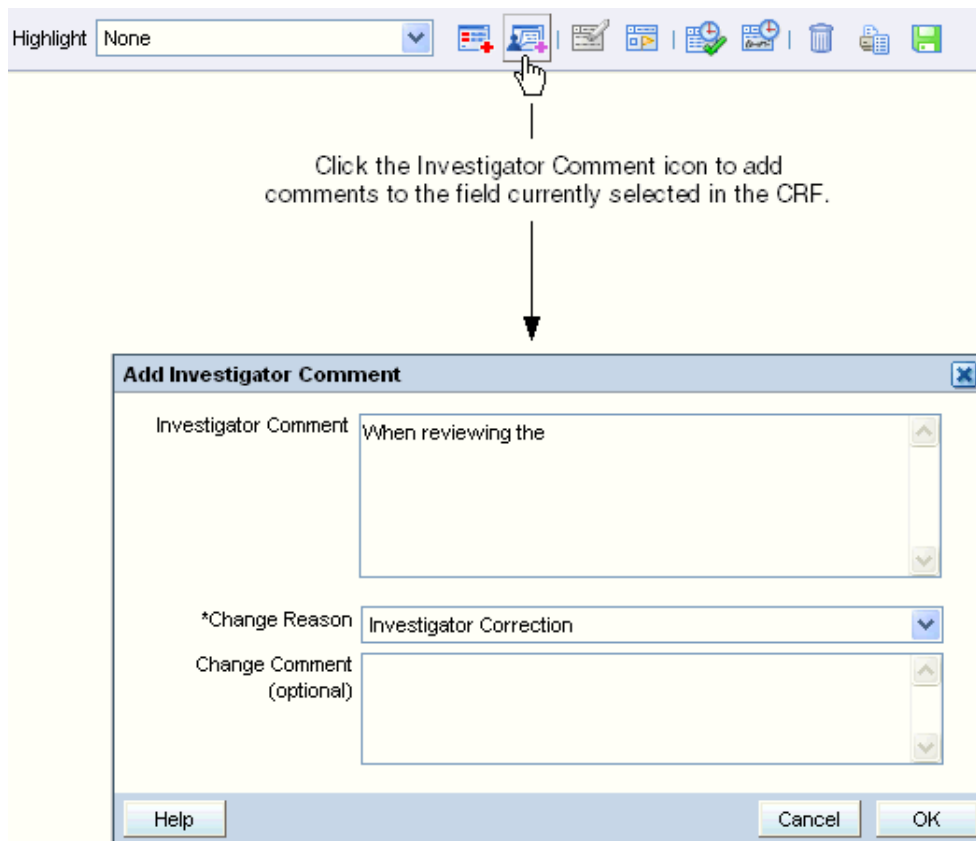 Highlight None
Click the Investigator Comment icon to add
comments to the field currently selected in the CRF.
Add Investigator Comment
Investigator Comment When reviewing the
*Change Reason Investigator Correction
Change Comment
(optional)
Help Cancel OK